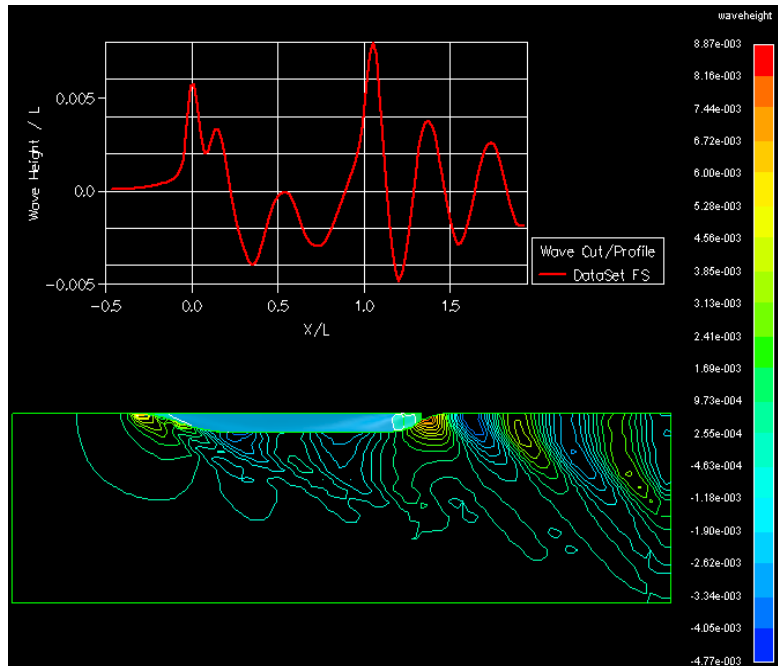 waveheight
8.87e-003
8.16e-003
7.44e-003
6.72e-003
6.00e-003
5.28e-003
4.56e-003
3.85e-003
3.13e-003
2.41e-003
1.69e-003
9.73e-004
2.55e-004
-4.63e-004
-1.18e-003
-1.90e-003
-2.62e-003
-3.34e-003
-4.05e-003
-4.77e-003
Wave Height / L
0.005
0.0
-0.005
-0.5
0.0
0.5
1.0
1.5
X/L
Wave Cut/Profile
DataSet FS